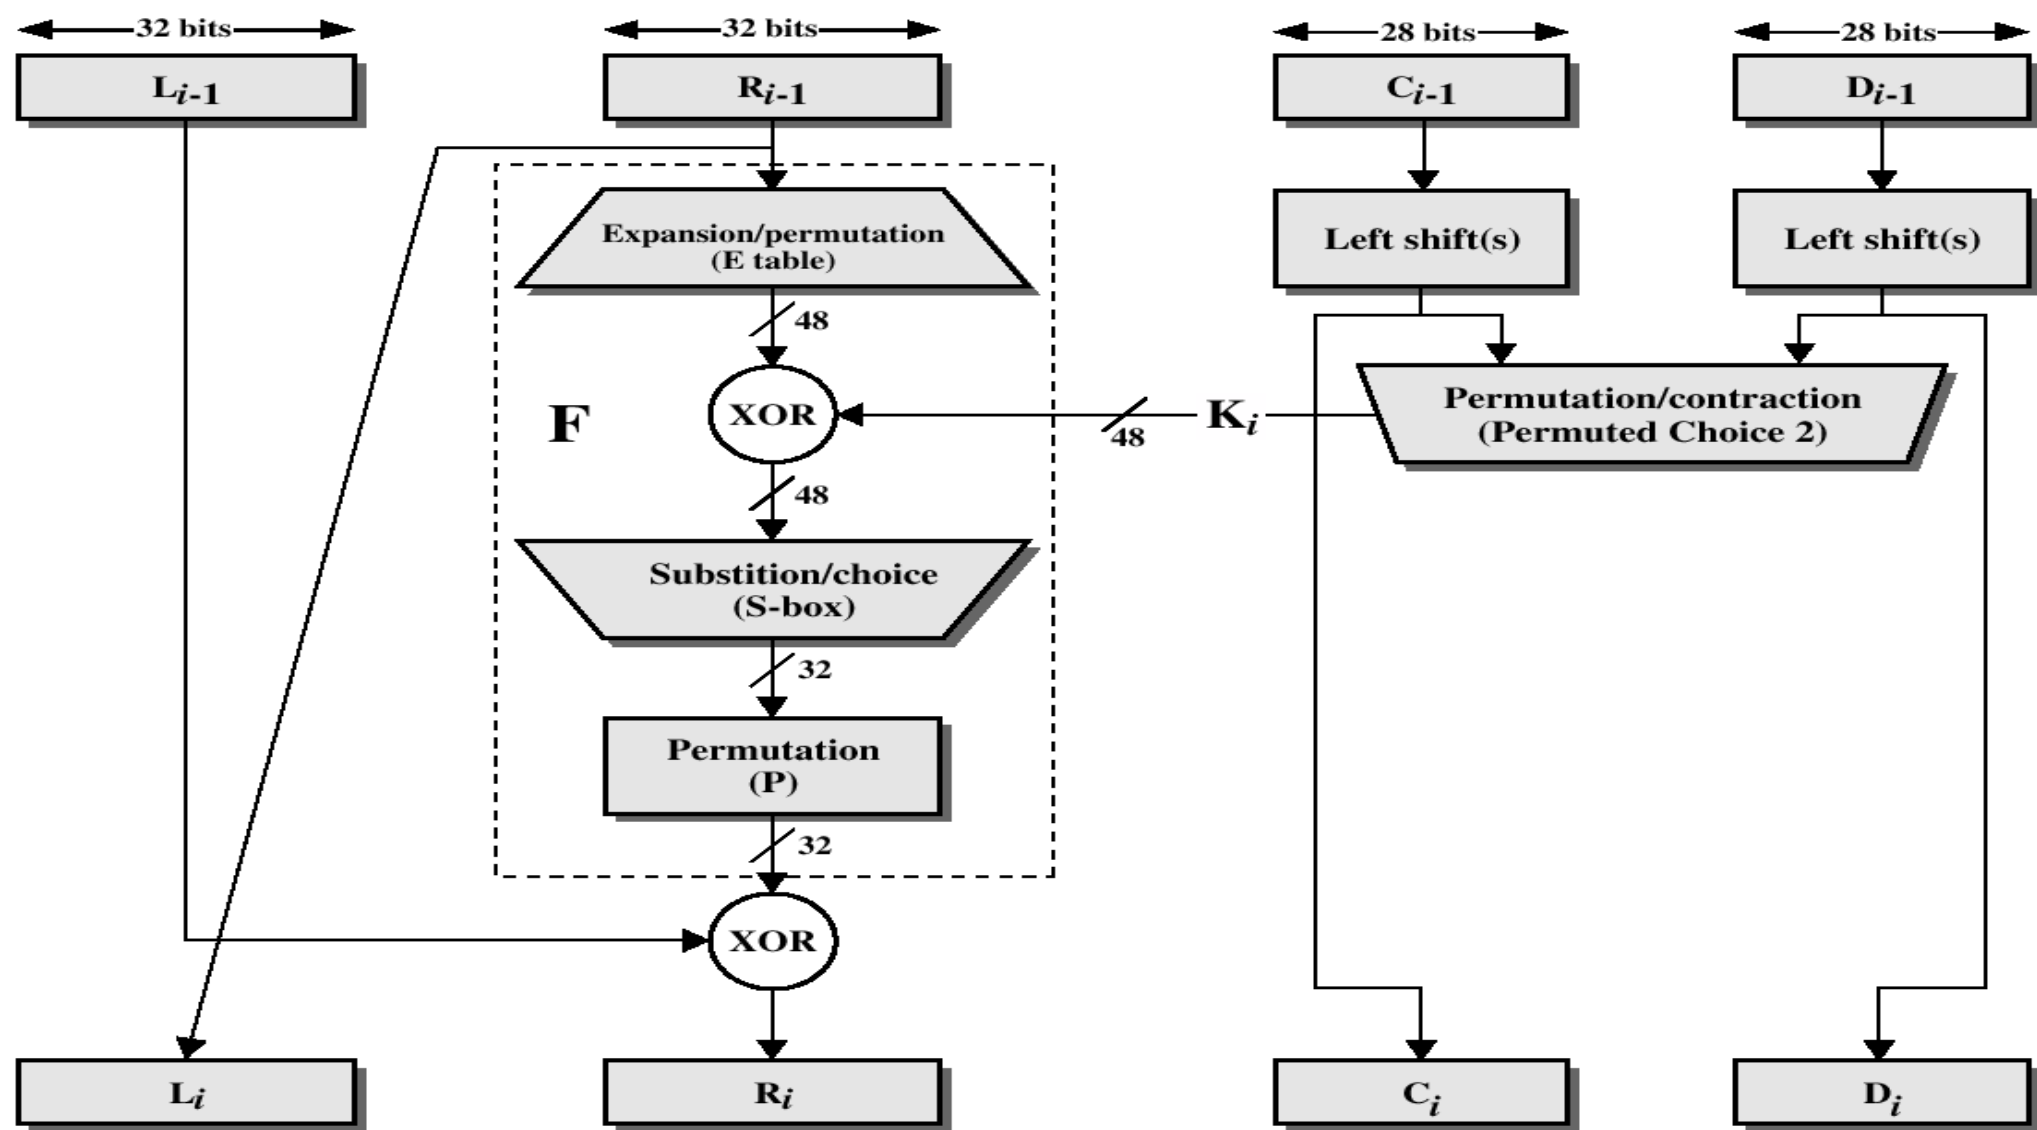 32 bits
32 bits
28 bits
28 bits
Li-1
Ri-1
Ci-1
Di-1
Expansion/permutation
(E table)
Left shift(s)
Left shift(s)
48
F
XOR
48
Ki
Permutation/contraction
(Permuted Choice 2)
48
Substition/choice
(S-box)
32
Permutation
(P)
32
XOR
Li
Ri
Ci
Di